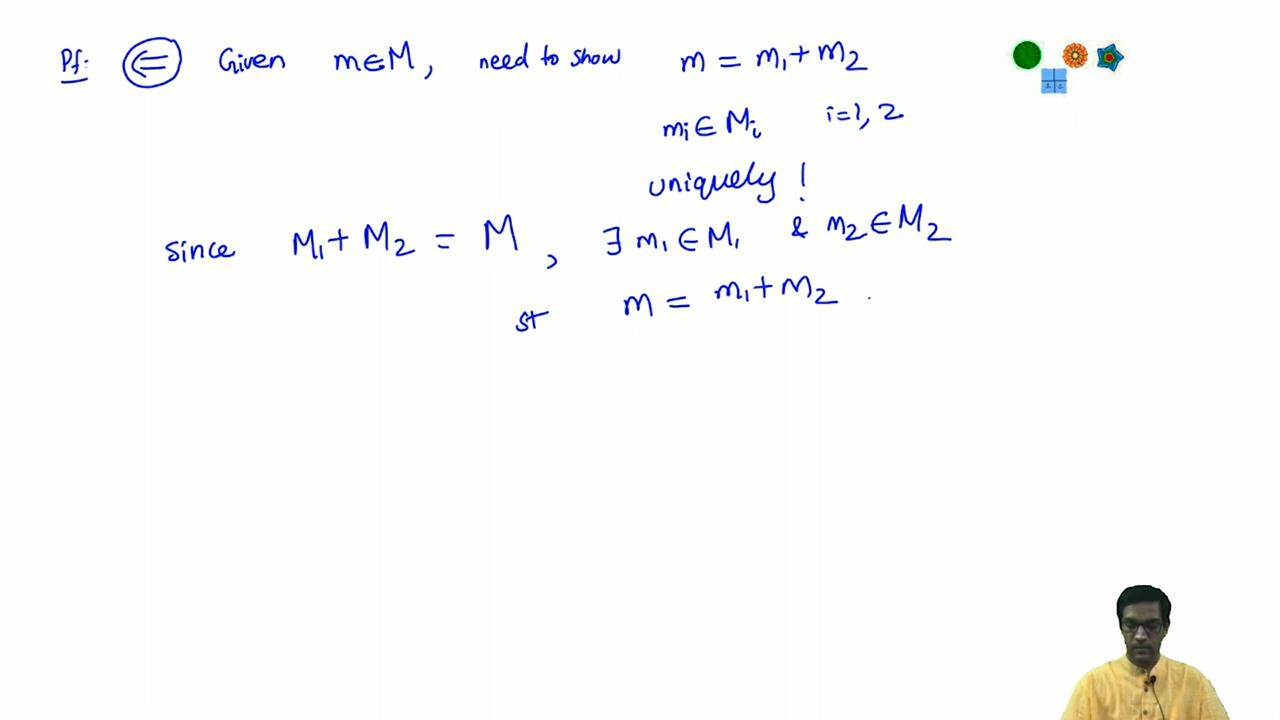 Pf: ⇐ Given m∈M, need to show m = m₁ + m₂
mᵢ ∈ Mᵢ i=1, 2
uniquely !
since M₁ + M₂ = M, ∃ m₁ ∈ M₁ & m₂ ∈ M₂
st m = m₁ + m₂